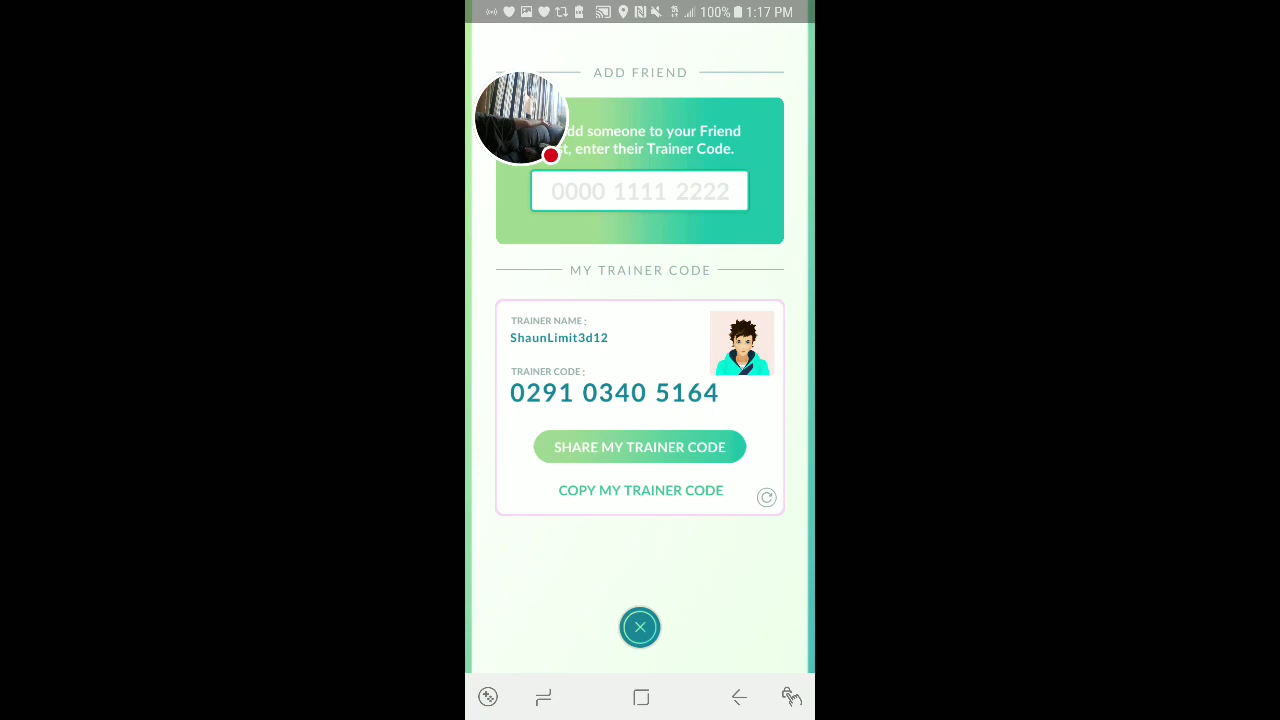 100% 1:17 PM
ADD FRIEND
dd someone to your Friend
st, enter their Trainer Code.
0000 1111 2222
MY TRAINER CODE
TRAINER NAME :
ShaunLimit3d12
TRAINER CODE :
0291 0340 5164
SHARE MY TRAINER CODE
COPY MY TRAINER CODE